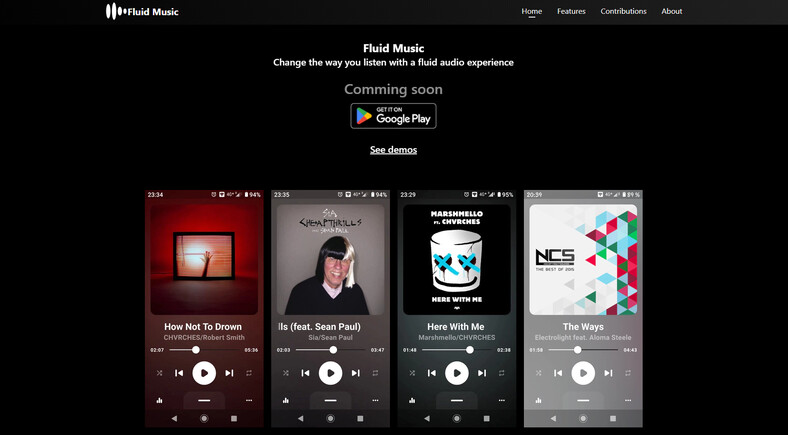 Fluid Music
Home Features Contributions About
Fluid Music
Change the way you listen with a fluid audio experience
Comming soon
GET IT ON
Google Play
See demos
23:34 4G+ 94%
23:35 4G+ 94%
Sia
CHEAP THRILLS
FEAT. SEAN PAUL
23:29 4G+ 95%
MARSHMELLO
FT. CHVRCHES
HERE WITH ME
20:59 4G+ 89 %
NCS
THE BEST OF 2015
How Not To Drown
CHVRCHES/Robert Smith
02:07 05:36
lls (feat. Sean Paul)
Sia/Sean Paul
02:03 03:47
Here With Me
Marshmello/CHVRCHES
01:48 02:38
The Ways
Electrolight feat. Aloma Steele
01:58 04:43